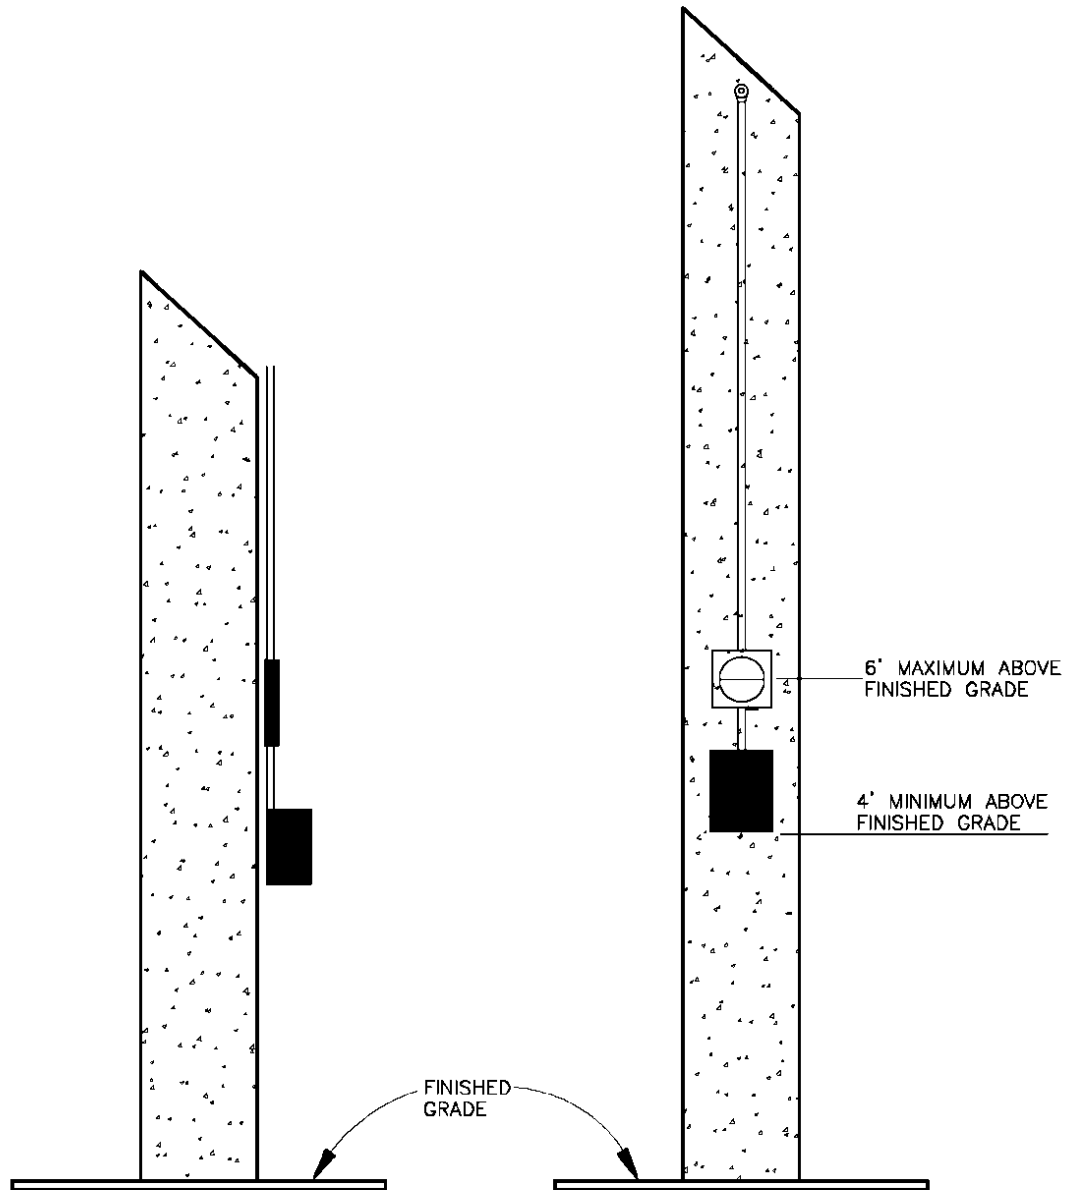 6' MAXIMUM ABOVE
FINISHED GRADE
4' MINIMUM ABOVE
FINISHED GRADE
FINISHED
GRADE